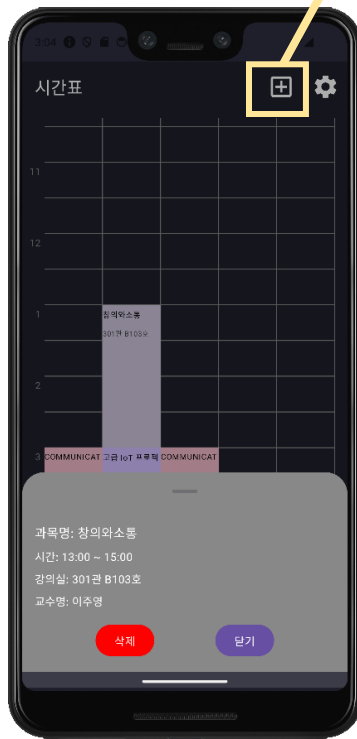 3:04
시간표
11
12
1
창의와소통
301관 B103호
2
3
COMMUNICAT
고급 IoT 프로젝
COMMUNICAT
과목명: 창의와소통
시간: 13:00 ~ 15:00
강의실: 301관 B103호
교수명: 이주영
삭제
닫기